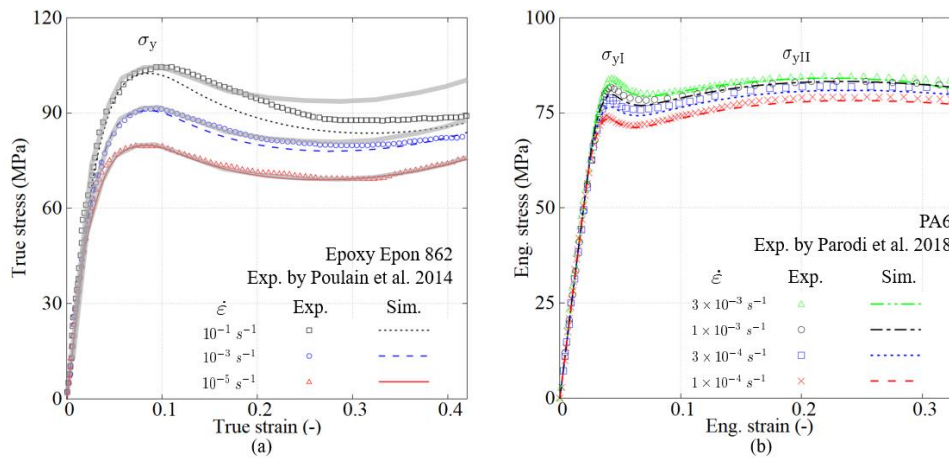 120
90
60
30
0
True stress (MPa)
σy
Epoxy Epon 862
Exp. by Poulain et al. 2014
ε̇ Exp. Sim.
10⁻¹ s⁻¹
10⁻³ s⁻¹
10⁻⁵ s⁻¹
0 0.1 0.2 0.3 0.4
True strain (-)
(a)
100
75
50
25
0
Eng. stress (MPa)
σyI σyII
PA6
Exp. by Parodi et al. 2018
ε̇ Exp. Sim.
3 × 10⁻³ s⁻¹
1 × 10⁻³ s⁻¹
3 × 10⁻⁴ s⁻¹
1 × 10⁻⁴ s⁻¹
0 0.1 0.2 0.3
Eng. strain (-)
(b)